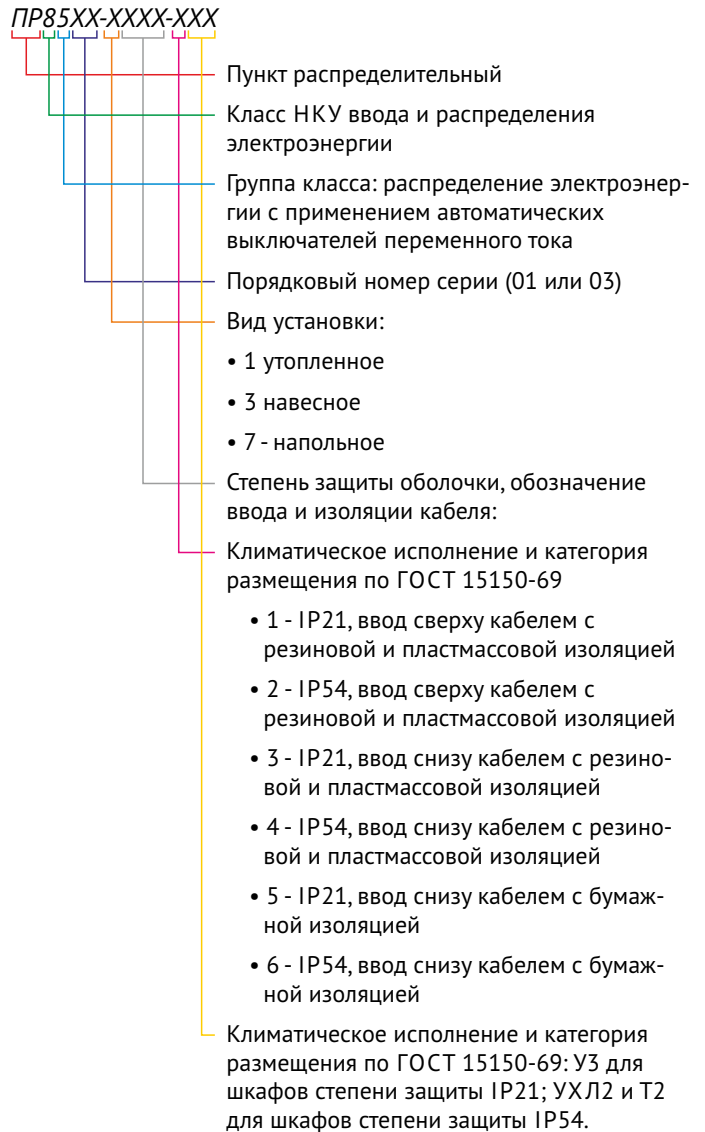 ПР85ХХ-ХХХХ-ХХХ
Пункт распределительный
Класс НКУ ввода и распределения
электроэнергии
Группа класса: распределение электроэнер-
гии с применением автоматических
выключателей переменного тока
Порядковый номер серии (01 или 03)
Вид установки:
• 1 утопленное
• 3 навесное
• 7 - напольное
Степень защиты оболочки, обозначение
ввода и изоляции кабеля:
Климатическое исполнение и категория
размещения по ГОСТ 15150-69
• 1 - IP21, ввод сверху кабелем с
резиновой и пластмассовой изоляцией
• 2 - IP54, ввод сверху кабелем с
резиновой и пластмассовой изоляцией
• 3 - IP21, ввод снизу кабелем с резино-
вой и пластмассовой изоляцией
• 4 - IP54, ввод снизу кабелем с резино-
вой и пластмассовой изоляцией
• 5 - IP21, ввод снизу кабелем с бумаж-
ной изоляцией
• 6 - IP54, ввод снизу кабелем с бумаж-
ной изоляцией
Климатическое исполнение и категория
размещения по ГОСТ 15150-69: У3 для
шкафов степени защиты IP21; УХЛ2 и Т2
для шкафов степени защиты IP54.